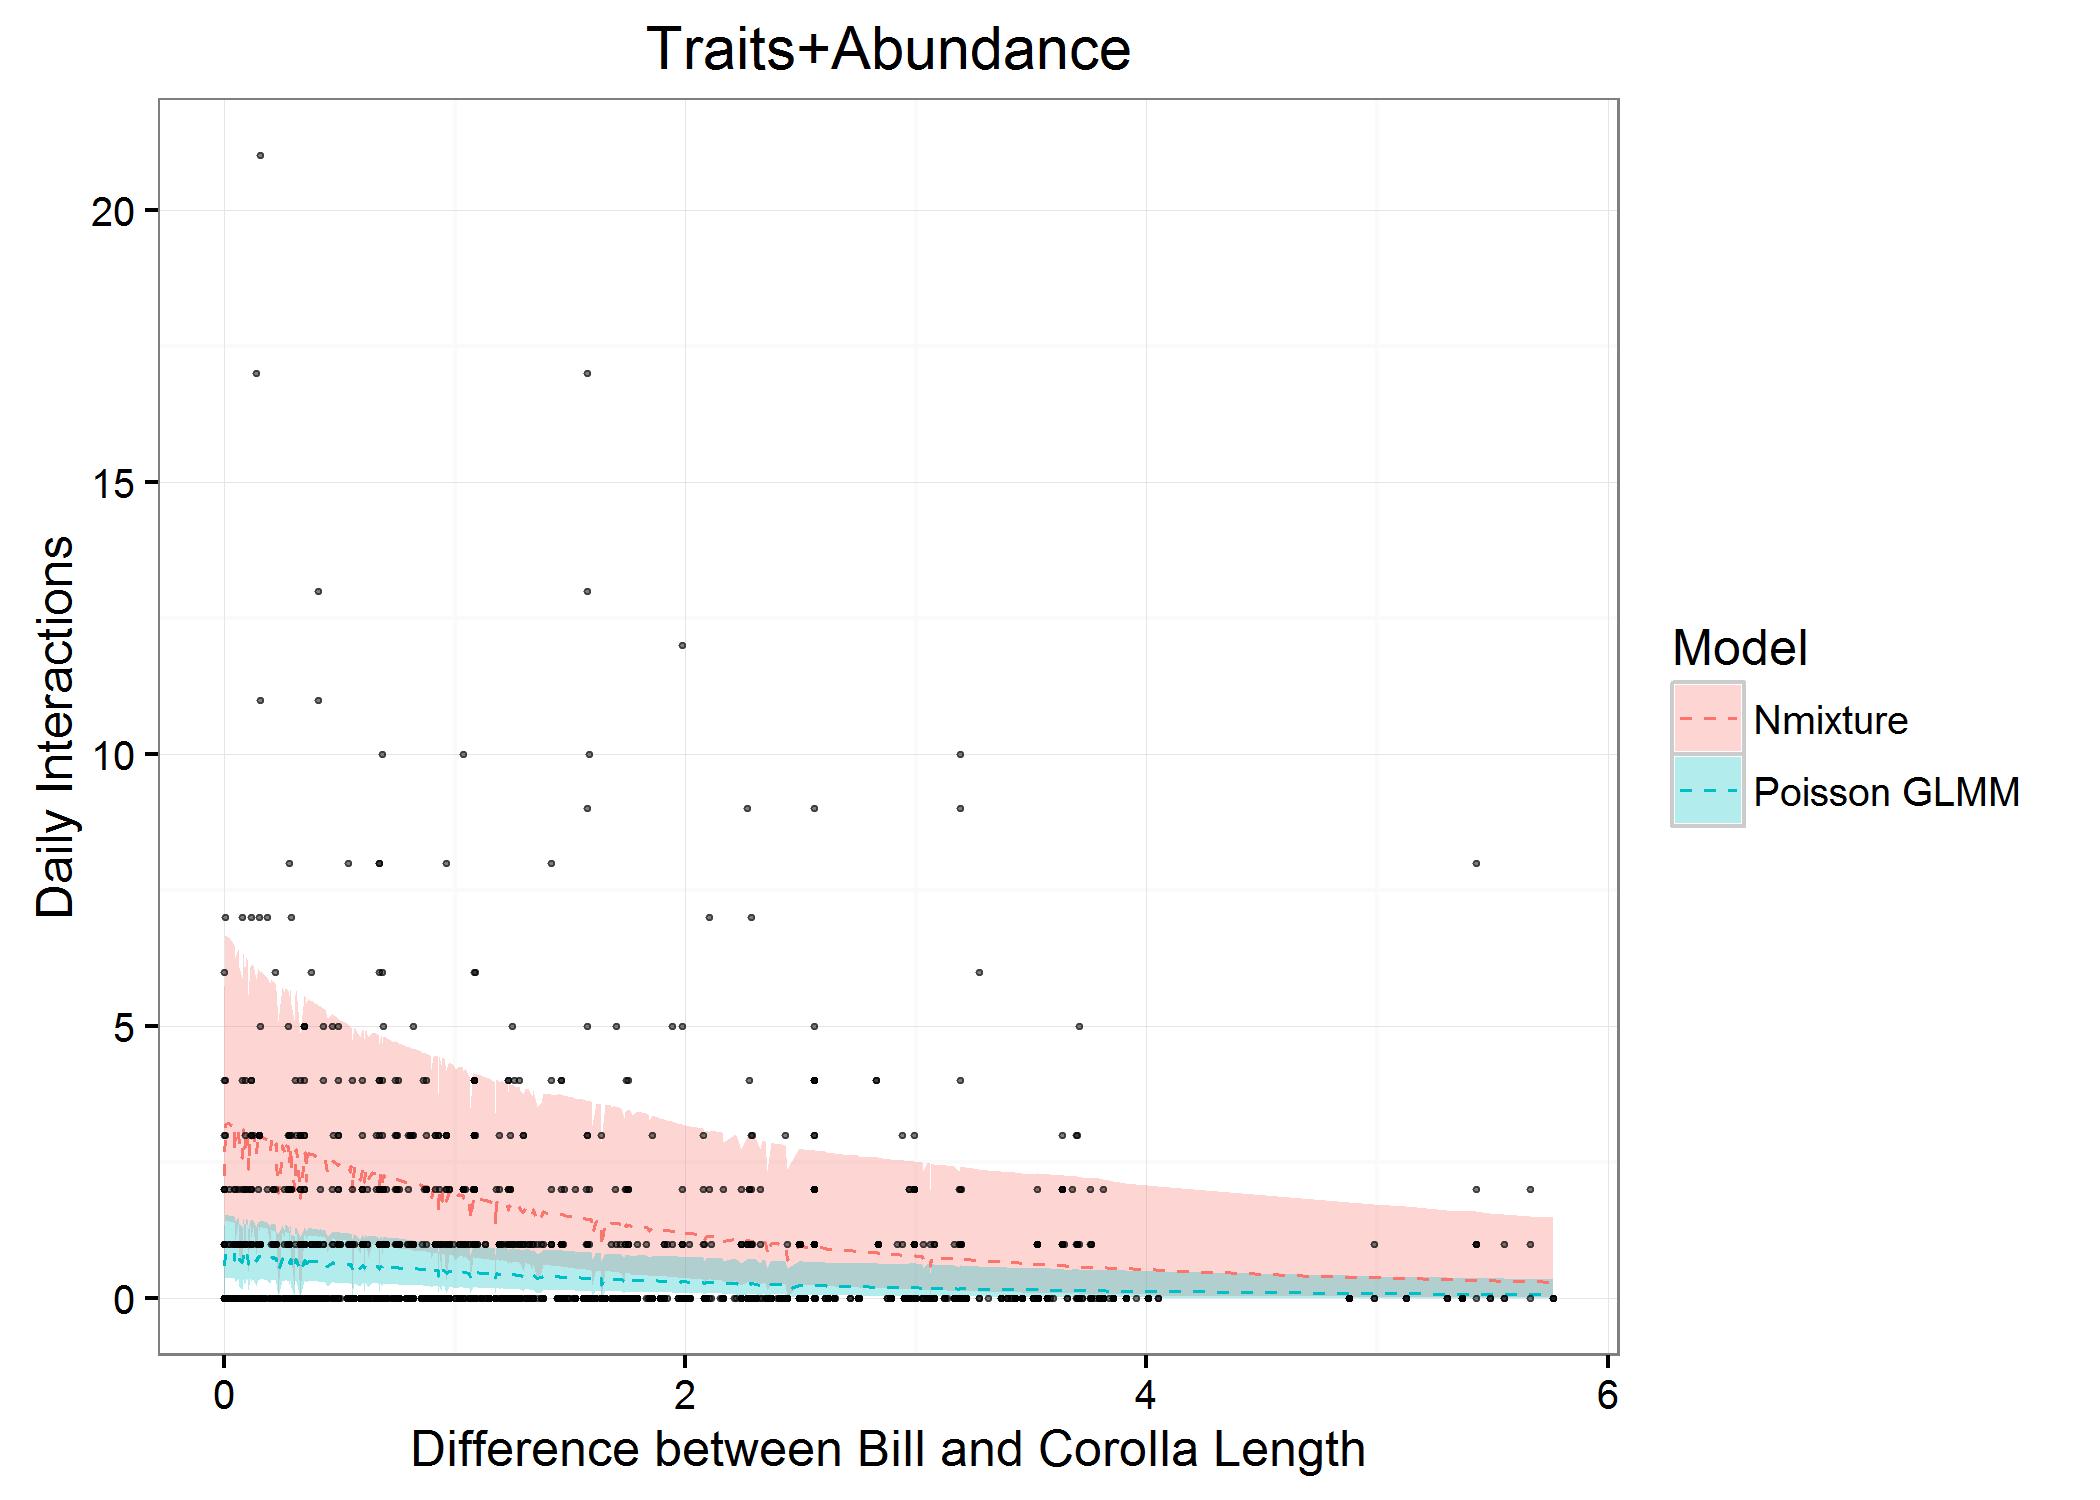 Traits+Abundance
20
15
10
5
0
Daily Interactions
0 2 4 6
Difference between Bill and Corolla Length
Model
Nmixture
Poisson GLMM